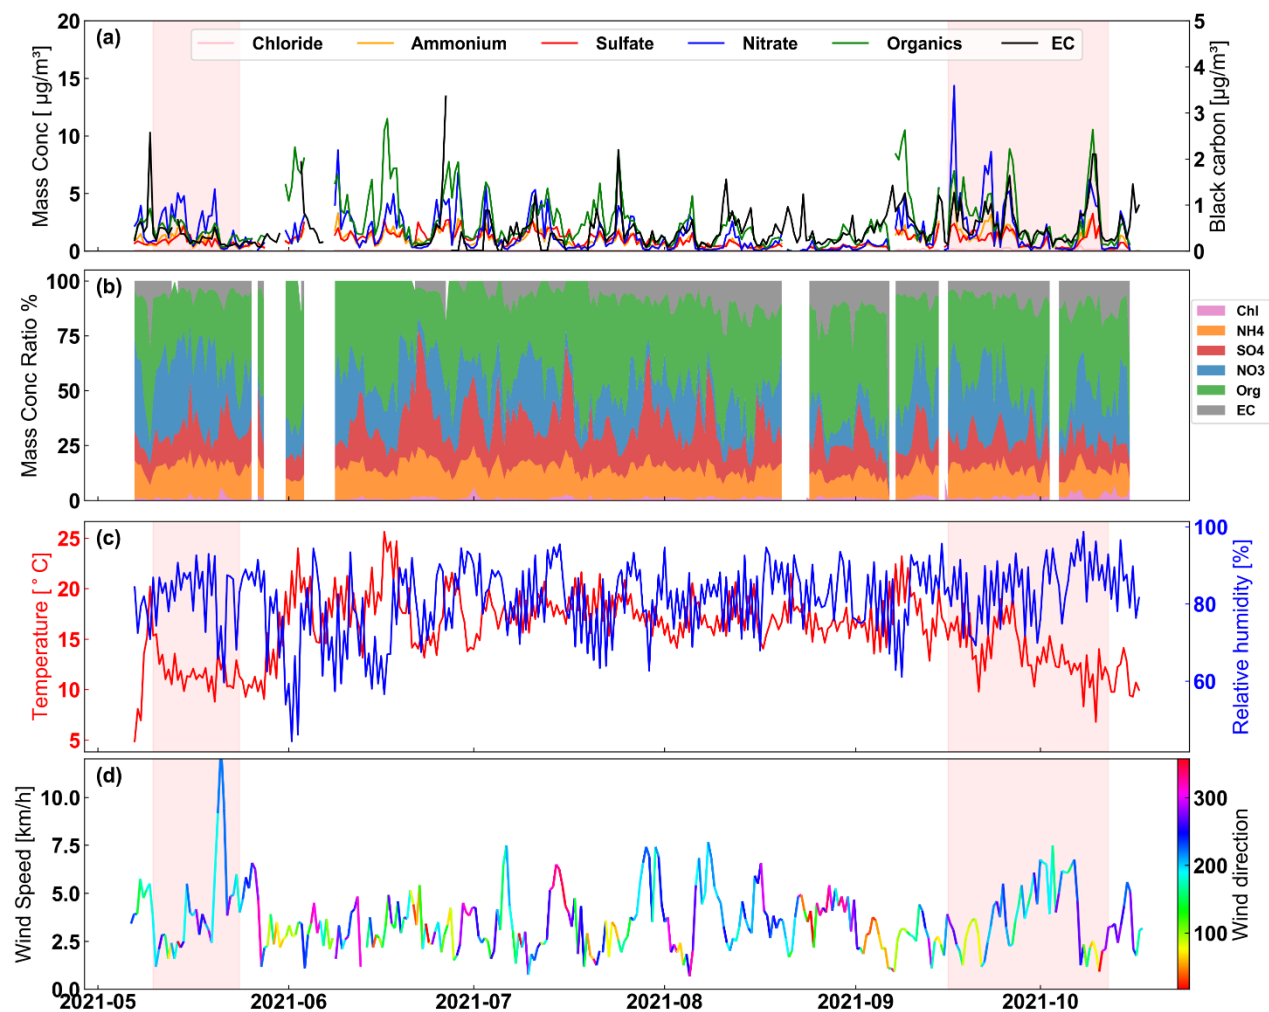 (a)
Chloride Ammonium Sulfate Nitrate Organics EC
Mass Conc [ µg/m³]
20
15
10
5
0
Black carbon [µg/m³]
5
4
3
2
1
0
(b)
Mass Conc Ratio %
100
75
50
25
0
Chl
NH4
SO4
NO3
Org
EC
(c)
Temperature [ ° C]
25
20
15
10
5
Relative humidity [%]
100
80
60
(d)
Wind Speed [km/h]
10.0
7.5
5.0
2.5
0.0
Wind direction
300
200
100
2021-05 2021-06 2021-07 2021-08 2021-09 2021-10